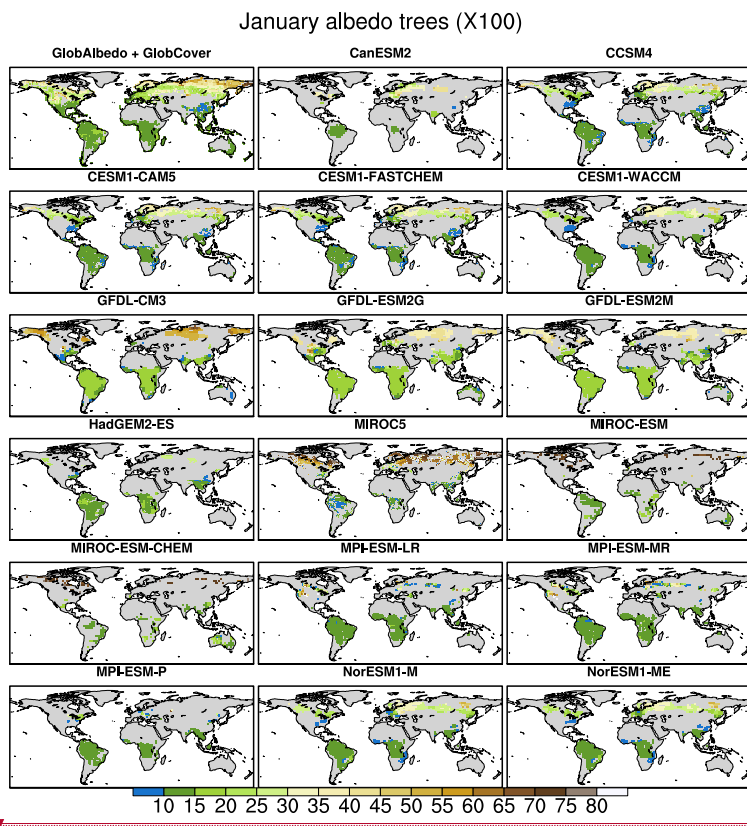 January albedo trees (X100)
GlobAlbedo + GlobCover CanESM2 CCSM4
CESM1-CAM5 CESM1-FASTCHEM CESM1-WACCM
GFDL-CM3 GFDL-ESM2G GFDL-ESM2M
HadGEM2-ES MIROC5 MIROC-ESM
MIROC-ESM-CHEM MPI-ESM-LR MPI-ESM-MR
MPI-ESM-P NorESM1-M NorESM1-ME
10 15 20 25 30 35 40 45 50 55 60 65 70 75 80